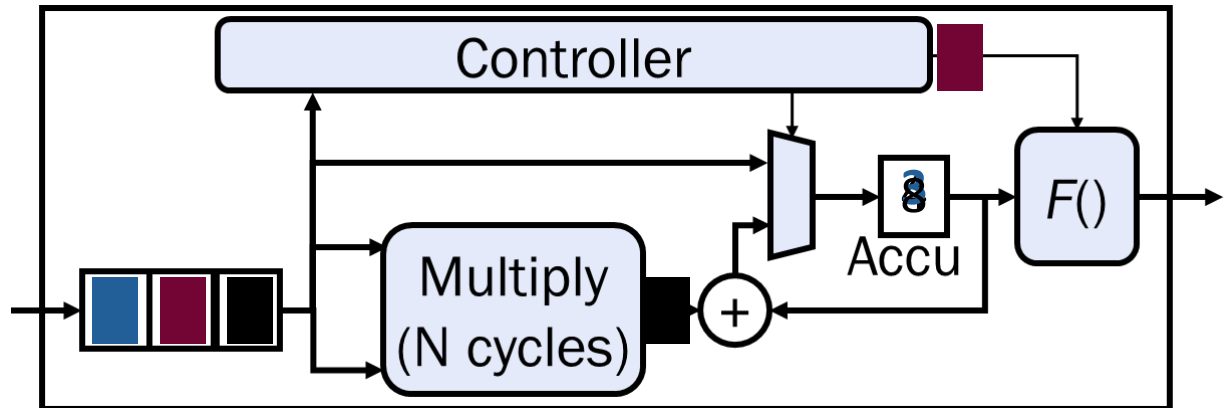 Controller
Multiply
(N cycles)
+
Accu
F()